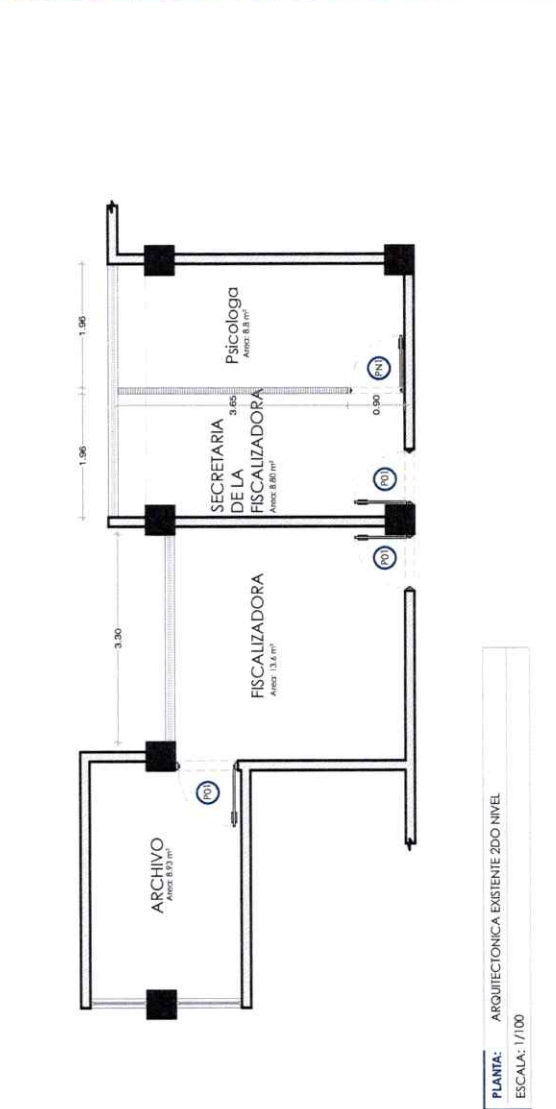 1.96
1.96
3.30
Psicologa
Area: 8.8 m²
PN1
3.65
0.90
SECRETARIA
DE LA
FISCALIZADORA
Area: 8.80 m²
P01
P01
FISCALIZADORA
Area: 13.6 m²
P01
ARCHIVO
Area: 8.93 m²
PLANTA: ARQUITECTONICA EXISTENTE 2DO NIVEL
ESCALA: 1/100